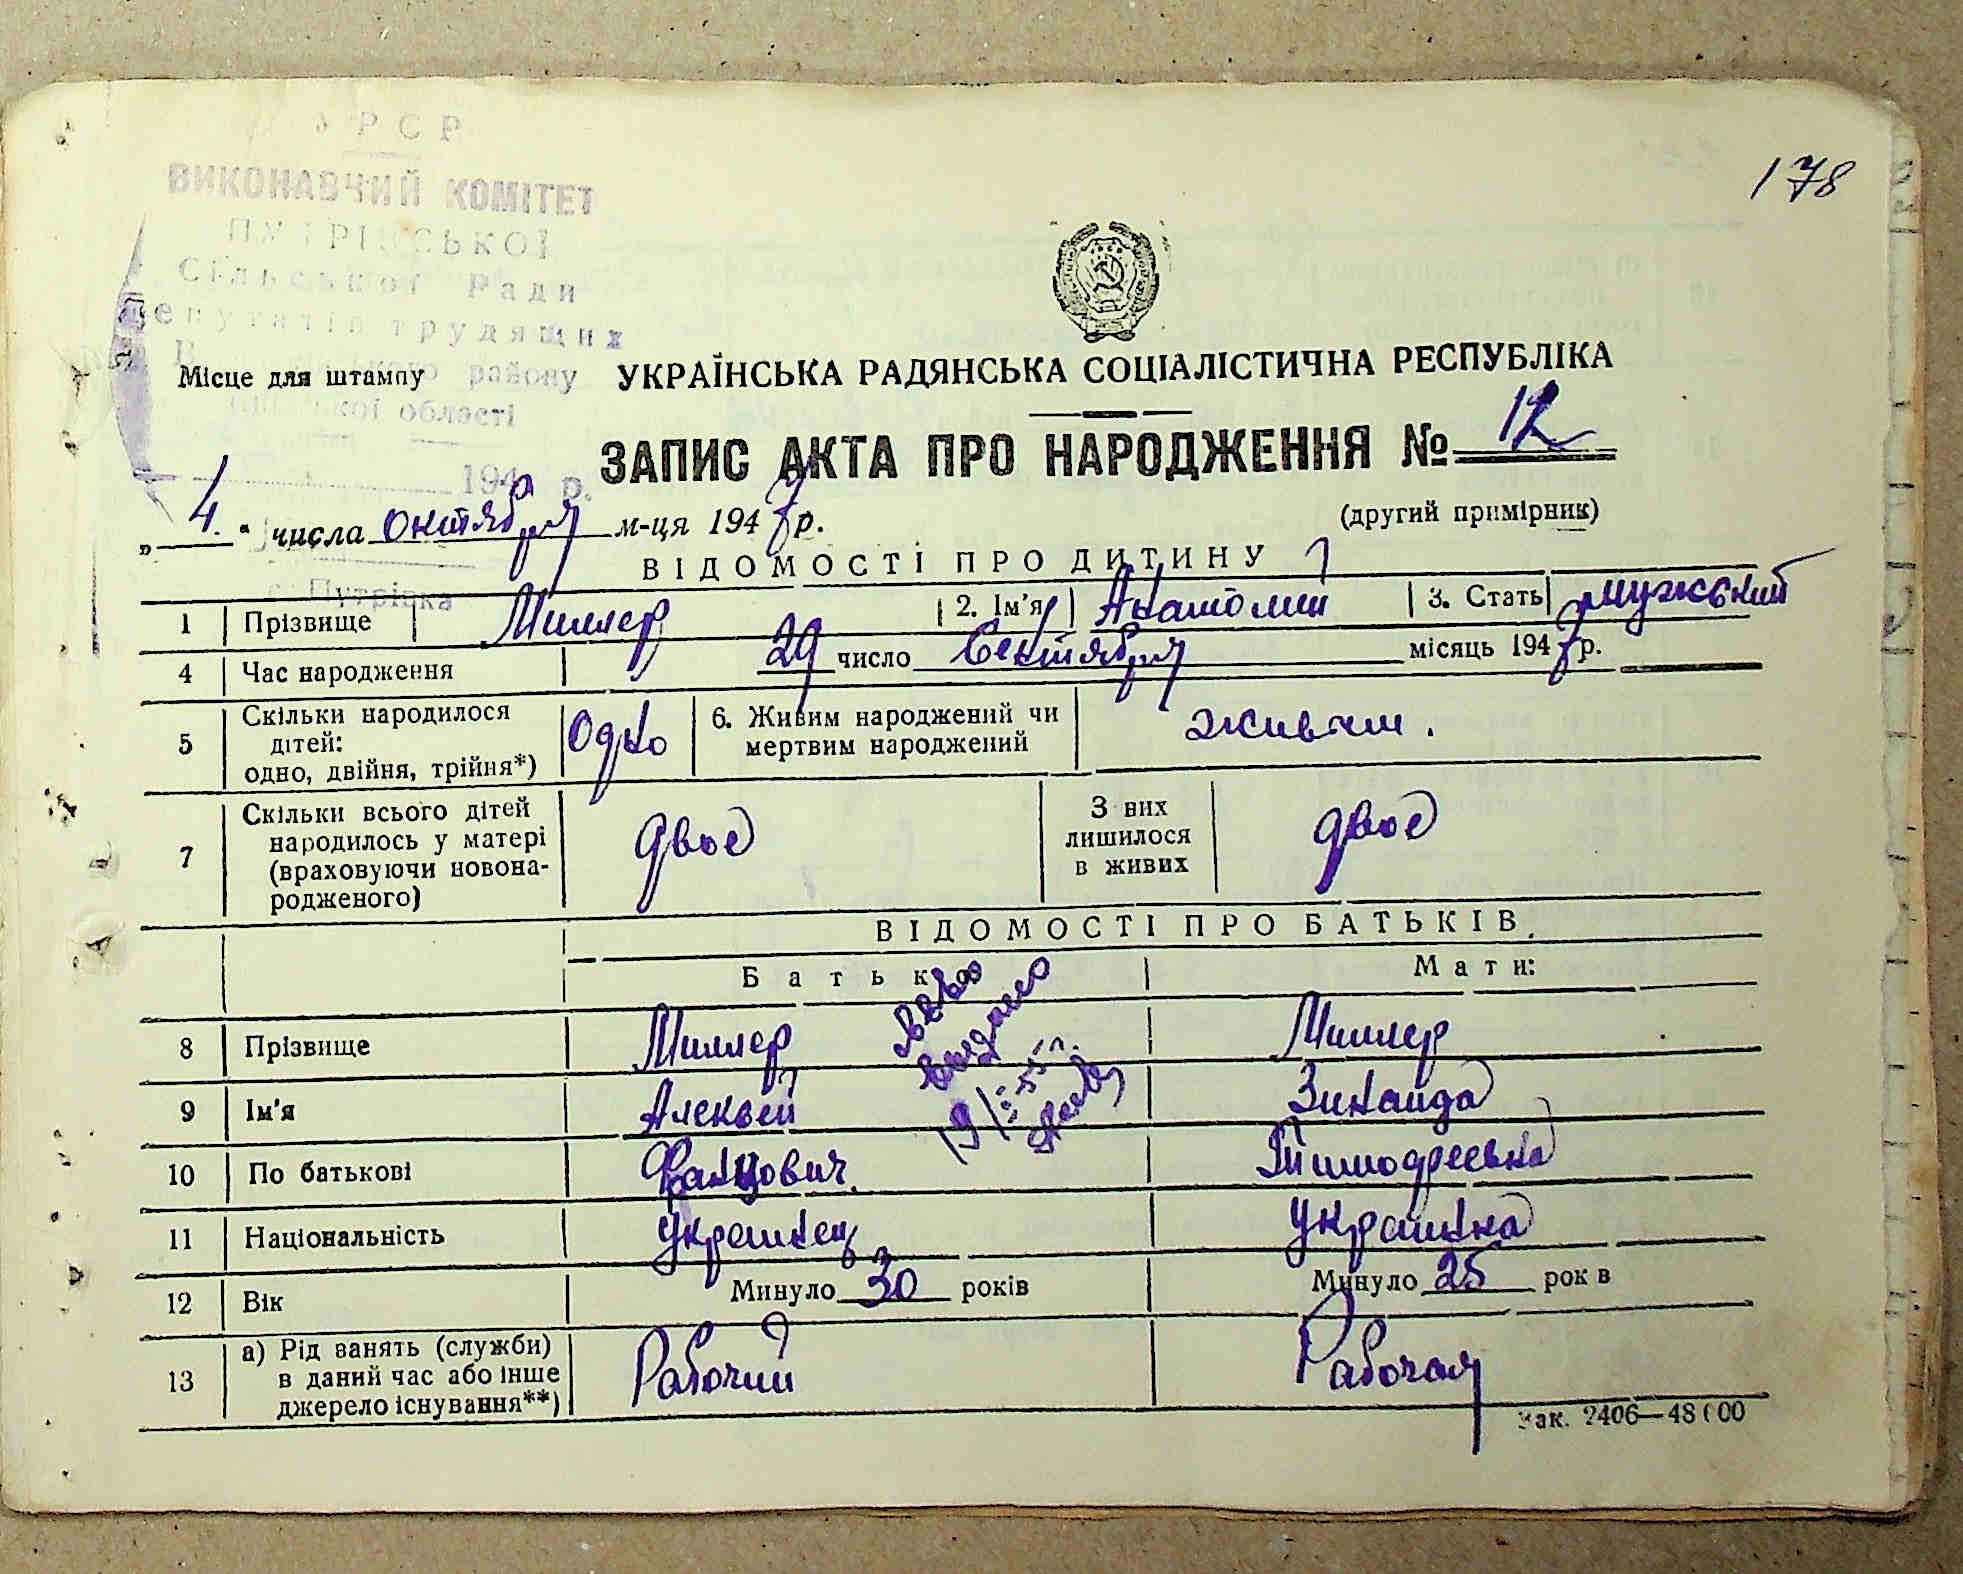 178
УРСР
ВИКОНАВЧИЙ КОМІТЕТ
ПУТРІВСЬКОЇ
Сільської Ради
депутатів трудящих
району
області
194 р.
с. Путрівка
Місце для штампу
УКРАЇНСЬКА РАДЯНСЬКА СОЦІАЛІСТИЧНА РЕСПУБЛІКА
ЗАПИС АКТА ПРО НАРОДЖЕННЯ № 12
(другий примірник)
„ 4 “ числа октября м-ця 1947 р.
ВІДОМОСТІ ПРО ДИТИНУ
1 Прізвище Миллер 2. Ім'я Анатолий 3. Стать мужский
4 Час народження 29 число Сентября місяць 1947 р.
5 Скільки народилося дітей: одно, двійня, трійня*) Одно 6. Живим народжений чи мертвим народжений живым.
7 Скільки всього дітей народилось у матері (враховуючи новонародженого) двое З них лишилося в живих двое
ВІДОМОСТІ ПРО БАТЬКІВ.
Батько Мати:
8 Прізвище Миллер Миллер
9 Ім'я Алексей Зинаида
10 По батькові Францович Тимофеевна
11 Національність Украинец Украинка
12 Вік Минуло 30 років Минуло 25 рок в
13 а) Рід занять (служби) в даний час або інше джерело існування**) Рабочий Рабочая
Зак. 2406—48000